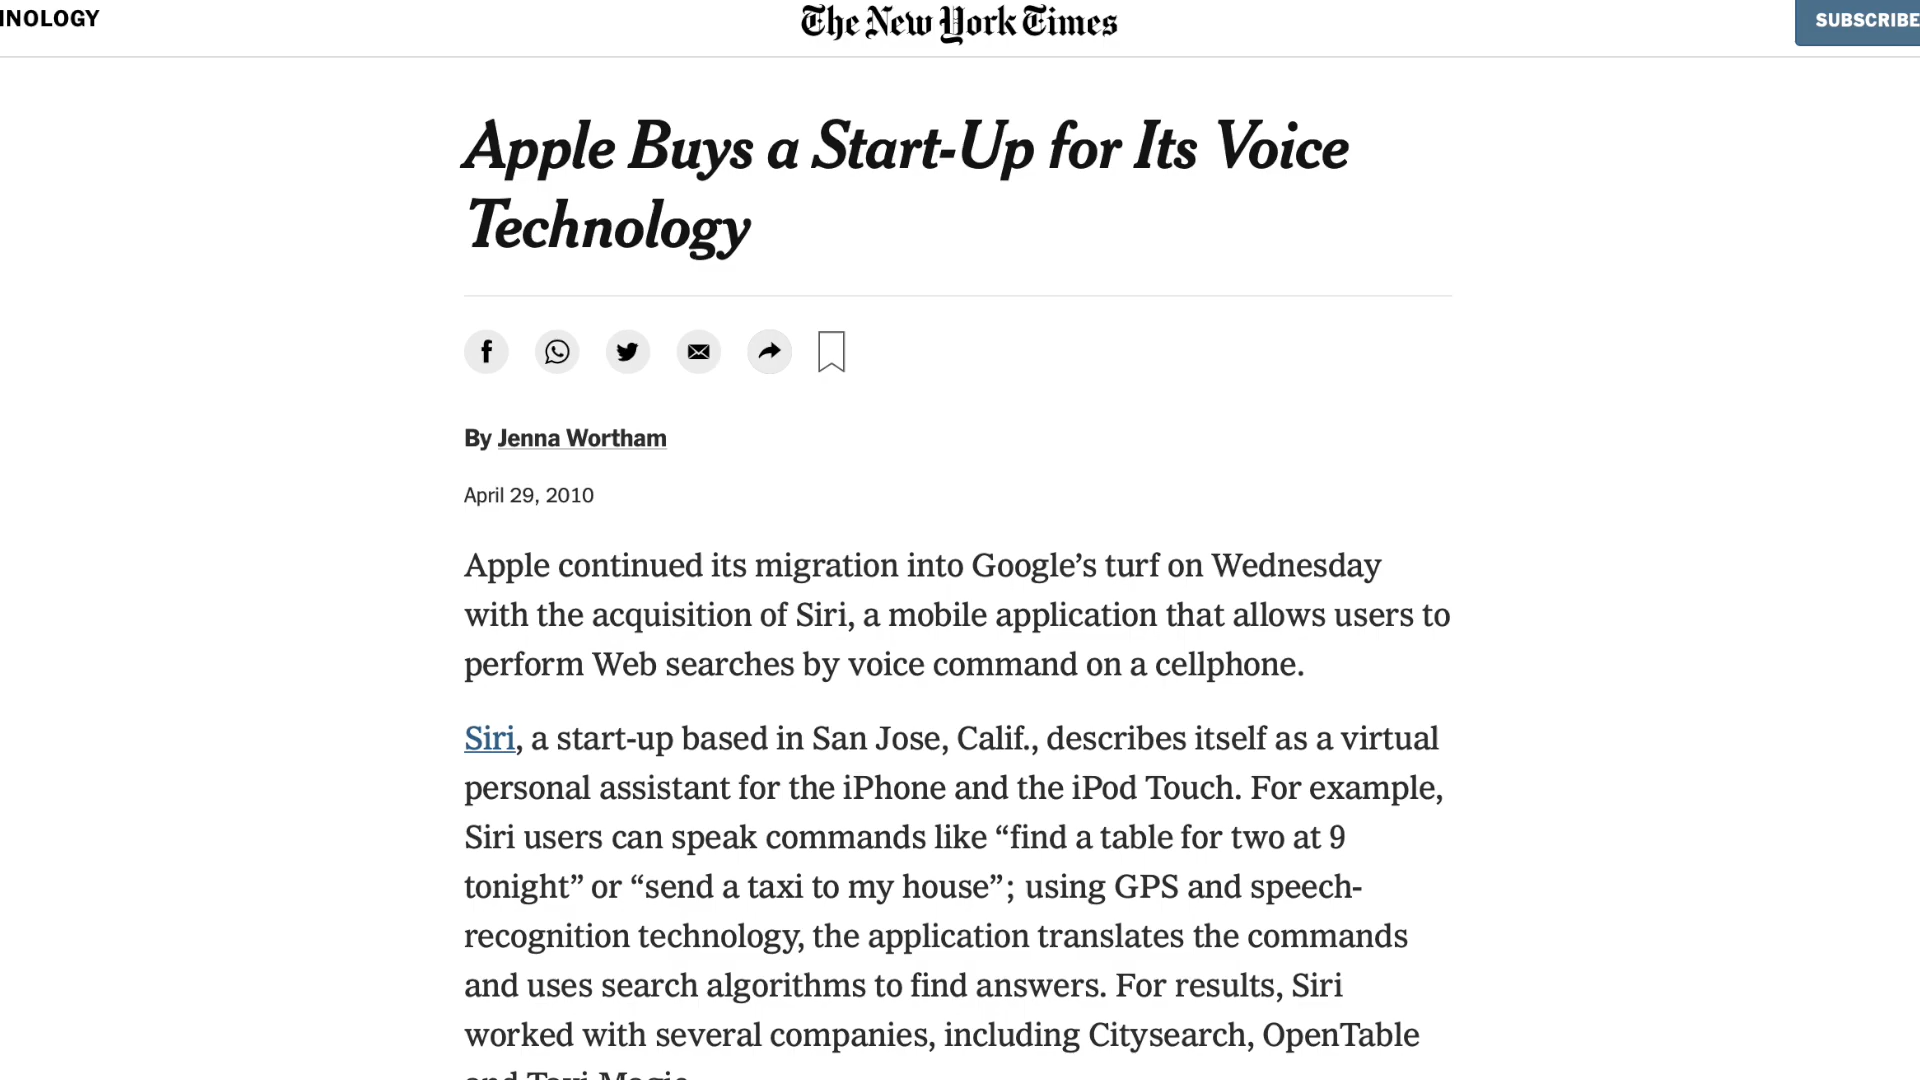 INOLOGY
The New York Times
SUBSCRIBE
Apple Buys a Start-Up for Its Voice
Technology
By Jenna Wortham
April 29, 2010
Apple continued its migration into Google’s turf on Wednesday
with the acquisition of Siri, a mobile application that allows users to
perform Web searches by voice command on a cellphone.
Siri, a start-up based in San Jose, Calif., describes itself as a virtual
personal assistant for the iPhone and the iPod Touch. For example,
Siri users can speak commands like “find a table for two at 9
tonight” or “send a taxi to my house”; using GPS and speech-
recognition technology, the application translates the commands
and uses search algorithms to find answers. For results, Siri
worked with several companies, including Citysearch, OpenTable
and Taxi Magic.